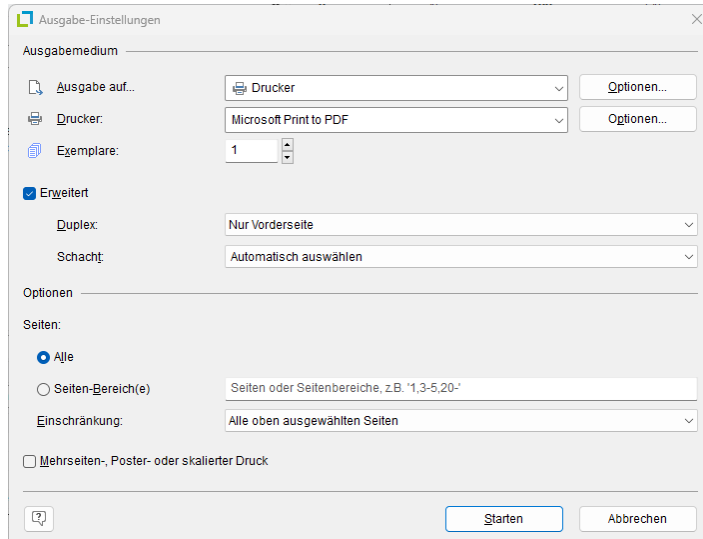 Ausgabe-Einstellungen
Ausgabemedium
Ausgabe auf... Drucker Optionen...
Drucker: Microsoft Print to PDF Optionen...
Exemplare: 1
Erweitert
Duplex: Nur Vorderseite
Schacht: Automatisch auswählen
Optionen
Seiten:
Alle
Seiten-Bereich(e) Seiten oder Seitenbereiche, z.B. '1,3-5,20-'
Einschränkung: Alle oben ausgewählten Seiten
Mehrseiten-, Poster- oder skalierter Druck
Starten Abbrechen